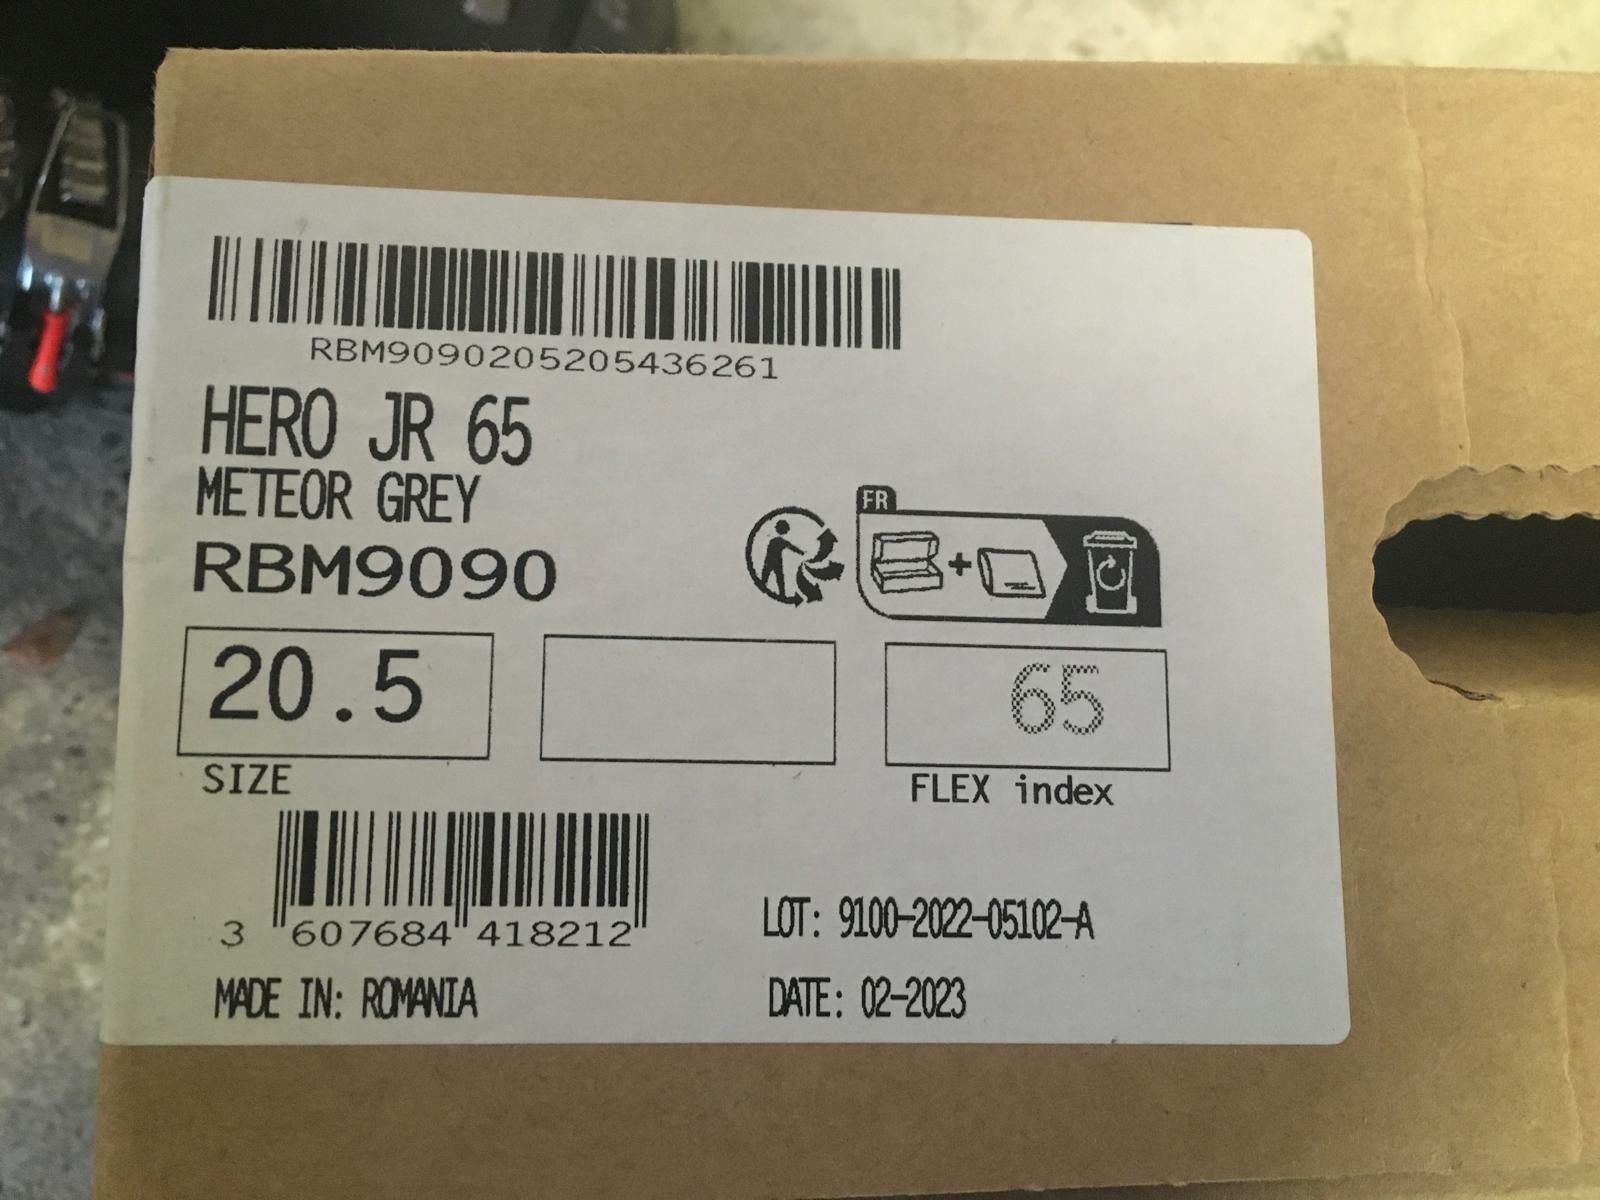 RBM9090205205436261
HERO JR 65
METEOR GREY
RBM9090
FR
20.5
65
SIZE
FLEX index
3 607684 418212
LOT: 9100-2022-05102-A
MADE IN: ROMANIA
DATE: 02-2023